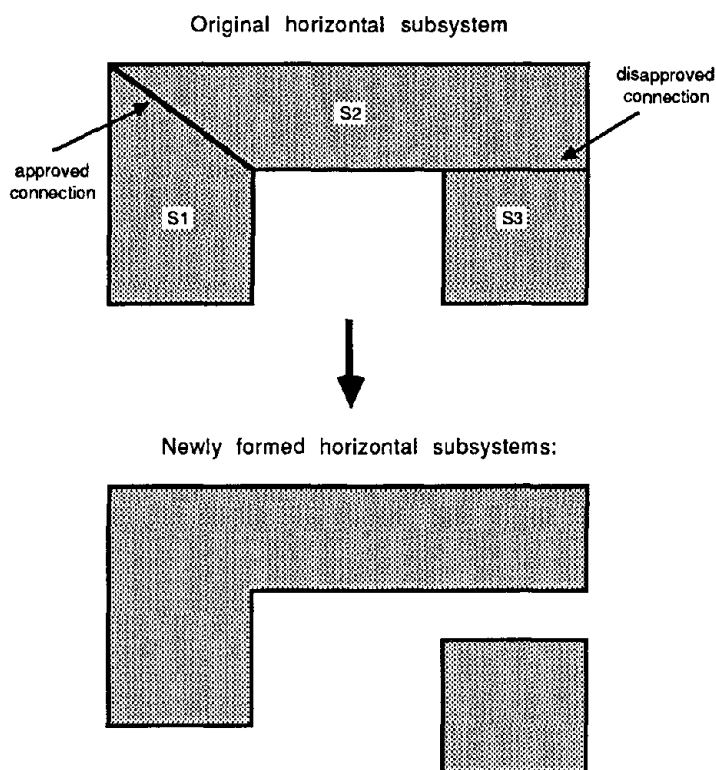 Original horizontal subsystem
disapproved
connection
S2
approved
connection
S1
S3
Newly formed horizontal subsystems: